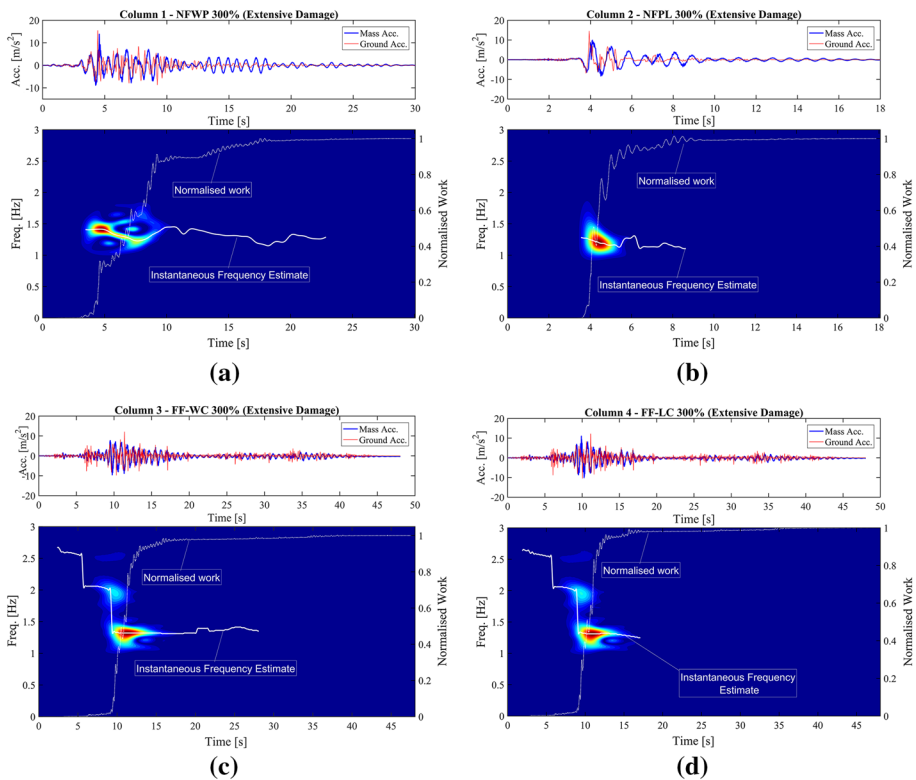 Column 1 - NFWP 300% (Extensive Damage)
Acc. [m/s²]
20
10
0
-10
Mass Acc.
Ground Acc.
0 5 10 15 20 25 30
Time [s]
Freq. [Hz]
3
2.5
2
1.5
1
0.5
0
Normalised work
Instantaneous Frequency Estimate
1
0.8
0.6
0.4
0.2
0
Normalised Work
0 5 10 15 20 25 30
Time [s]
(a)
Column 2 - NFPL 300% (Extensive Damage)
Acc. [m/s²]
20
10
0
-10
-20
Mass Acc.
Ground Acc.
0 2 4 6 8 10 12 14 16 18
Time [s]
Freq. [Hz]
3
2.5
2
1.5
1
0.5
0
Normalised work
Instantaneous Frequency Estimate
1
0.8
0.6
0.4
0.2
0
Normalised Work
0 2 4 6 8 10 12 14 16 18
Time [s]
(b)
Column 3 - FF-WC 300% (Extensive Damage)
Acc. [m/s²]
20
10
0
-10
-20
Mass Acc.
Ground Acc.
0 5 10 15 20 25 30 35 40 45 50
Time [s]
Freq. [Hz]
3
2.5
2
1.5
1
0.5
0
Normalised work
Instantaneous Frequency Estimate
1
0.8
0.6
0.4
0.2
0
Normalised Work
0 5 10 15 20 25 30 35 40 45
Time [s]
(c)
Column 4 - FF-LC 300% (Extensive Damage)
Acc. [m/s²]
20
10
0
-10
-20
Mass Acc.
Ground Acc.
0 5 10 15 20 25 30 35 40 45 50
Time [s]
Freq. [Hz]
3
2.5
2
1.5
1
0.5
0
Normalised work
Instantaneous Frequency
Estimate
1
0.8
0.6
0.4
0.2
0
Normalised Work
0 5 10 15 20 25 30 35 40 45
Time [s]
(d)